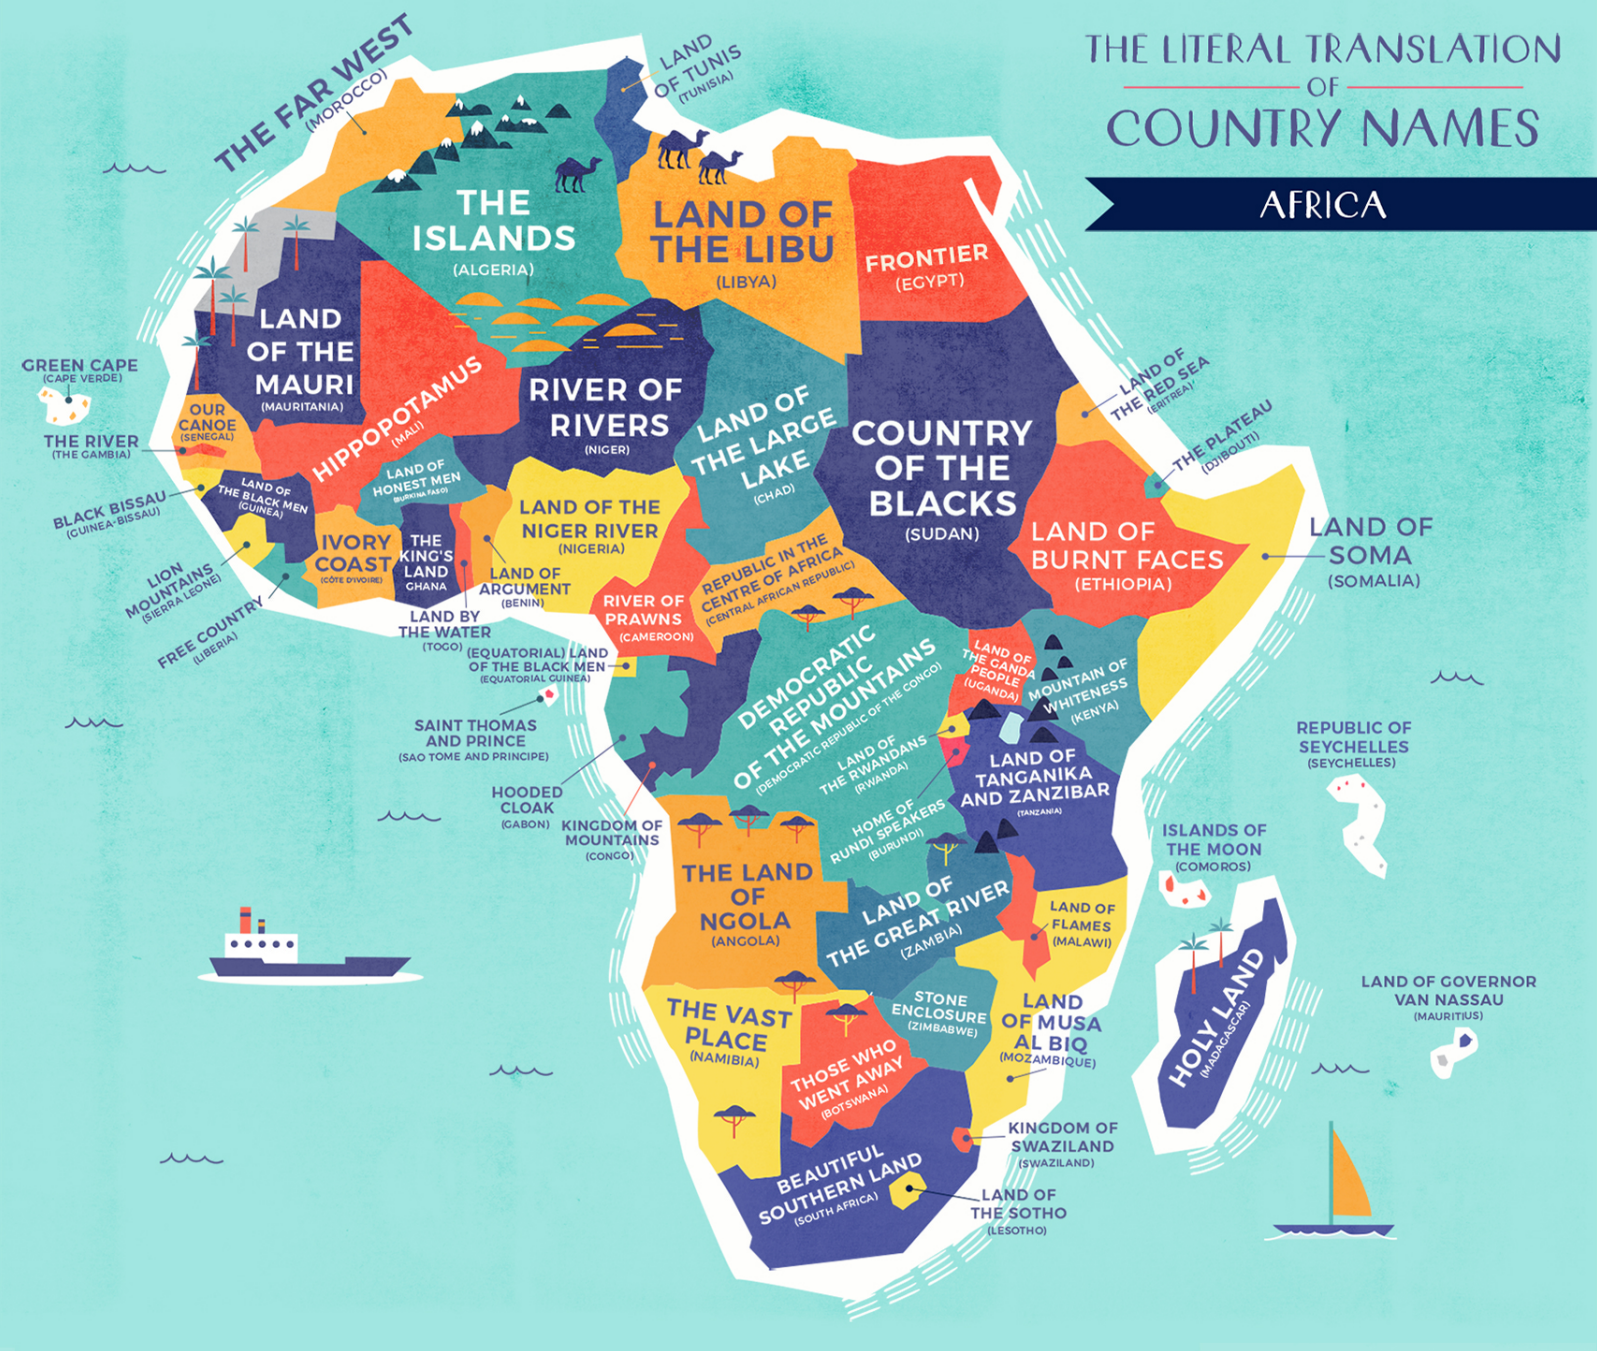 THE LITERAL TRANSLATION
OF
COUNTRY NAMES
AFRICA
THE FAR WEST
(MOROCCO)
LAND
OF TUNIS
(TUNISIA)
THE
ISLANDS
(ALGERIA)
LAND OF
THE LIBU
(LIBYA)
FRONTIER
(EGYPT)
LAND
OF THE
MAURI
(MAURITANIA)
HIPPOPOTAMUS
(MALI)
RIVER OF
RIVERS
(NIGER)
LAND OF
THE LARGE
LAKE
(CHAD)
COUNTRY
OF THE
BLACKS
(SUDAN)
LAND OF
THE RED SEA
(ERITREA)'
THE PLATEAU
(DJIBOUTI)
GREEN CAPE
(CAPE VERDE)
OUR
CANOE
(SENEGAL)
THE RIVER
(THE GAMBIA)
BLACK BISSAU
(GUINEA-BISSAU)
LAND OF
THE BLACK MEN
(GUINEA)
LAND OF
HONEST MEN
(BURKINA FASO)
LION
MOUNTAINS
(SIERRA LEONE)
FREE COUNTRY
(LIBERIA)
IVORY
COAST
(CÔTE D'IVOIRE)
THE
KING'S
LAND
GHANA
LAND BY
THE WATER
(TOGO)
LAND OF
ARGUMENT
(BENIN)
LAND OF THE
NIGER RIVER
(NIGERIA)
RIVER OF
PRAWNS
(CAMEROON)
REPUBLIC IN THE
CENTRE OF AFRICA
(CENTRAL AFRICAN REPUBLIC)
LAND OF
BURNT FACES
(ETHIOPIA)
LAND OF
SOMA
(SOMALIA)
(EQUATORIAL) LAND
OF THE BLACK MEN
(EQUATORIAL GUINEA)
SAINT THOMAS
AND PRINCE
(SAO TOME AND PRINCIPE)
HOODED
CLOAK
(GABON)
KINGDOM OF
MOUNTAINS
(CONGO)
DEMOCRATIC
REPUBLIC
OF THE MOUNTAINS
(DEMOCRATIC REPUBLIC OF THE CONGO)
LAND OF
THE GANDA
PEOPLE
(UGANDA)
MOUNTAIN OF
WHITENESS
(KENYA)
LAND OF
THE RWANDANS
(RWANDA)
HOME OF
RUNDI SPEAKERS
(BURUNDI)
LAND OF
TANGANIKA
AND ZANZIBAR
(TANZANIA)
REPUBLIC OF
SEYCHELLES
(SEYCHELLES)
ISLANDS OF
THE MOON
(COMOROS)
THE LAND
OF
NGOLA
(ANGOLA)
LAND OF
THE GREAT RIVER
(ZAMBIA)
LAND OF
FLAMES
(MALAWI)
THE VAST
PLACE
(NAMIBIA)
THOSE WHO
WENT AWAY
(BOTSWANA)
STONE
ENCLOSURE
(ZIMBABWE)
LAND
OF MUSA
AL BIQ
(MOZAMBIQUE)
HOLY LAND
(MADAGASCAR)
LAND OF GOVERNOR
VAN NASSAU
(MAURITIUS)
KINGDOM OF
SWAZILAND
(SWAZILAND)
BEAUTIFUL
SOUTHERN LAND
(SOUTH AFRICA)
LAND OF
THE SOTHO
(LESOTHO)